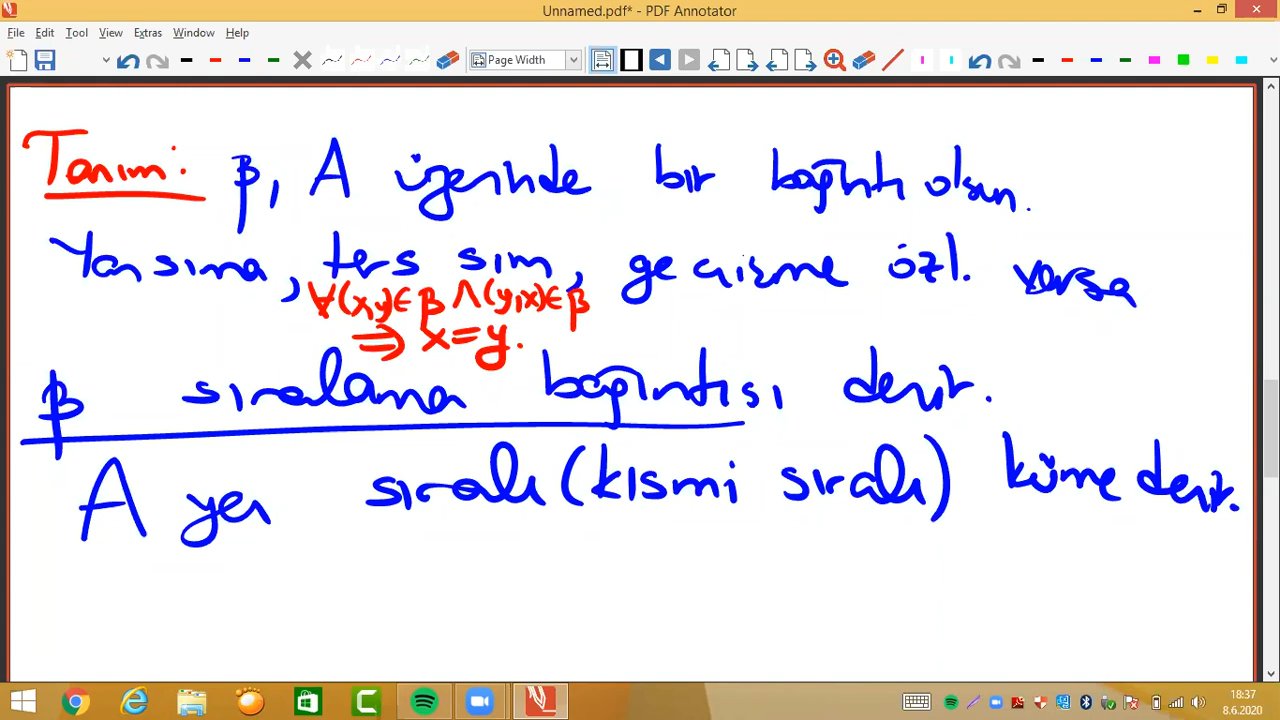 Unnamed.pdf* - PDF Annotator
File Edit Tool View Extras Window Help
Page Width
Tanım: β, A üzerinde bir bağıntı olsun.
Yansıma, ters sim, geçişme özl. varsa
∀(x,y)∈β ∧ (y,x)∈β
⇒ x=y.
β sıralama bağıntısı denir.
A yer sıralı (kısmi sıralı) küme denir.
18:37
8.6.2020